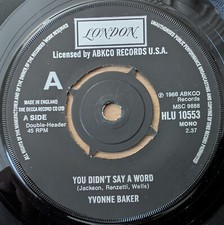 LONDON
Licensed by ABKCO RECORDS U.S.A.
A
MADE IN ENGLAND
THE DECCA RECORD CO LTD
A SIDE
Double-Header
45 RPM
℗ 1966 ABKCO
Records
MSC 9888
HLU 10553
MONO
2.37
YOU DIDN'T SAY A WORD
(Jackson, Renzetti, Wells)
YVONNE BAKER